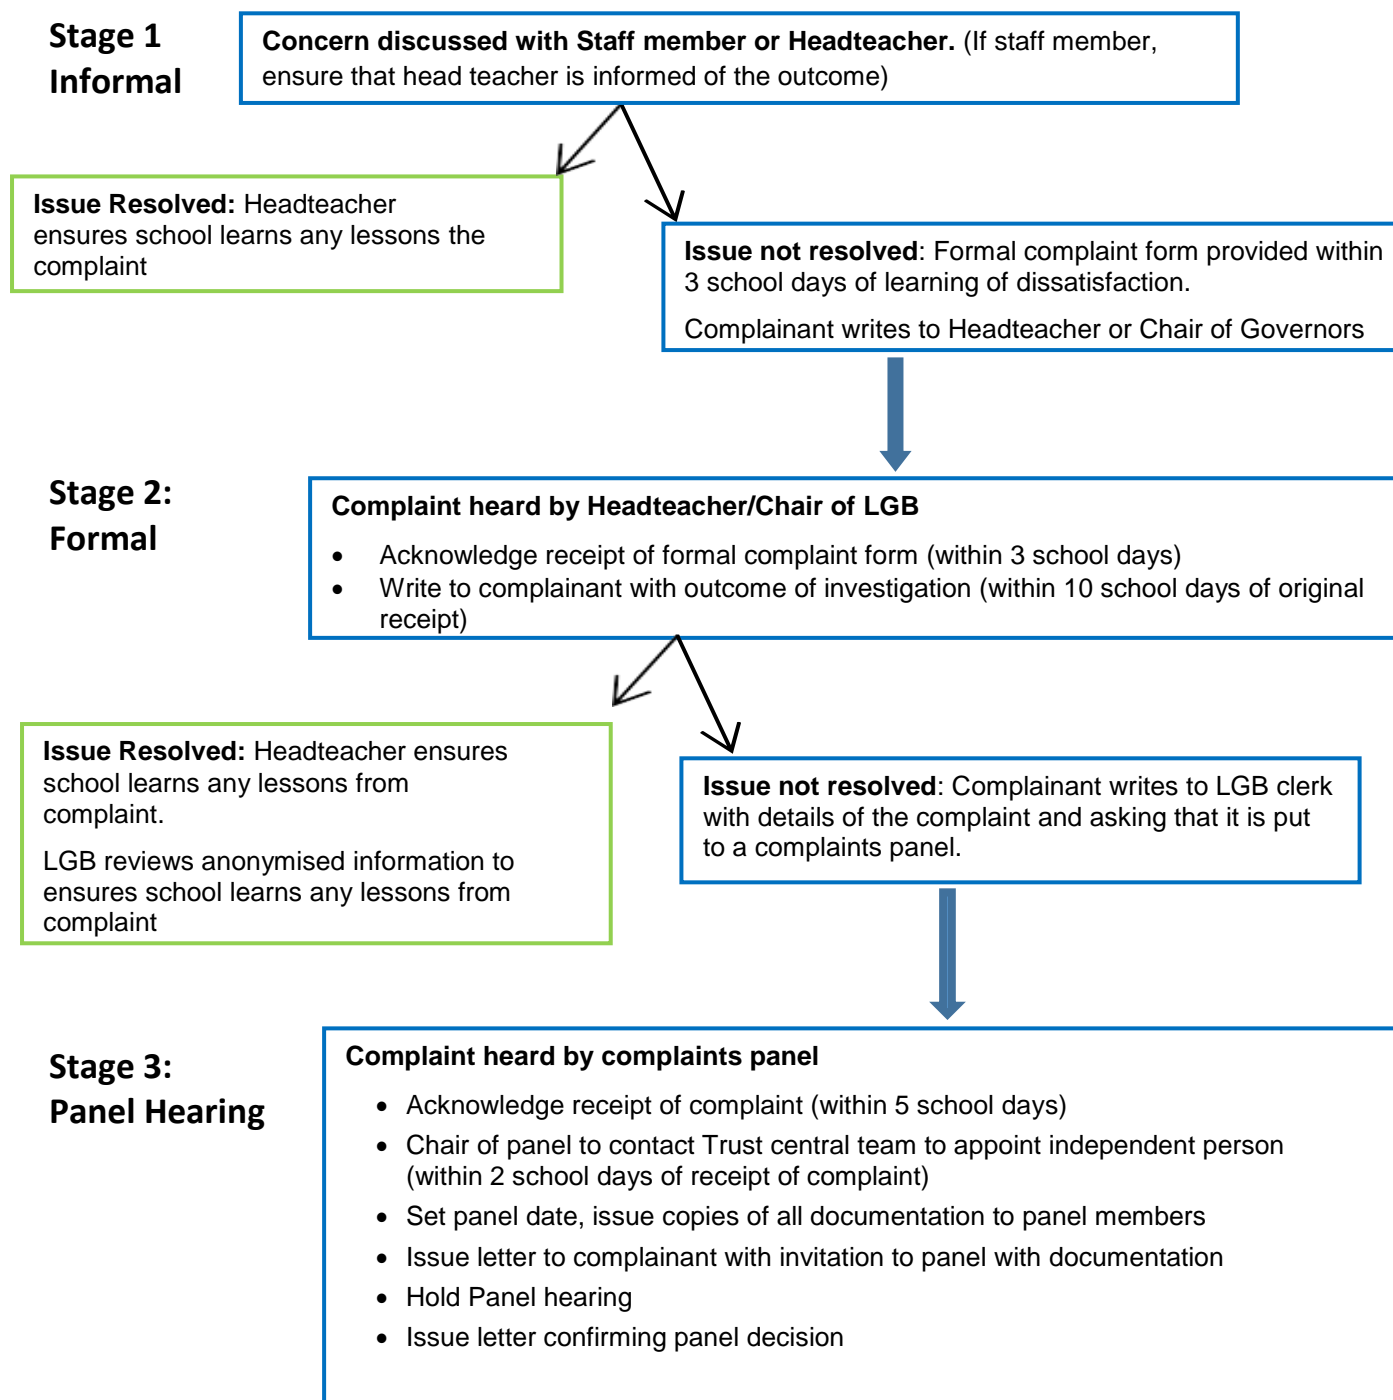 Stage 1
Informal
Concern discussed with Staff member or Headteacher. (If staff member,
ensure that head teacher is informed of the outcome)
Issue Resolved: Headteacher
ensures school learns any lessons the
complaint
Issue not resolved: Formal complaint form provided within
3 school days of learning of dissatisfaction.
Complainant writes to Headteacher or Chair of Governors
Stage 2:
Formal
Complaint heard by Headteacher/Chair of LGB
• Acknowledge receipt of formal complaint form (within 3 school days)
• Write to complainant with outcome of investigation (within 10 school days of original
receipt)
Issue Resolved: Headteacher ensures
school learns any lessons from
complaint.
LGB reviews anonymised information to
ensures school learns any lessons from
complaint
Issue not resolved: Complainant writes to LGB clerk
with details of the complaint and asking that it is put
to a complaints panel.
Stage 3:
Panel Hearing
Complaint heard by complaints panel
• Acknowledge receipt of complaint (within 5 school days)
• Chair of panel to contact Trust central team to appoint independent person
(within 2 school days of receipt of complaint)
• Set panel date, issue copies of all documentation to panel members
• Issue letter to complainant with invitation to panel with documentation
• Hold Panel hearing
• Issue letter confirming panel decision